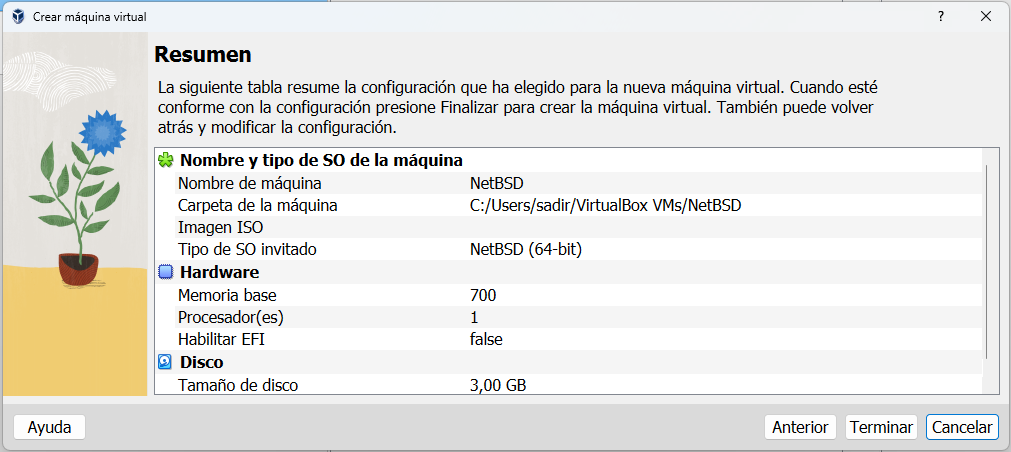 Crear máquina virtual
?
Resumen
La siguiente tabla resume la configuración que ha elegido para la nueva máquina virtual. Cuando esté
conforme con la configuración presione Finalizar para crear la máquina virtual. También puede volver
atrás y modificar la configuración.
Nombre y tipo de SO de la máquina
Nombre de máquina NetBSD
Carpeta de la máquina C:/Users/sadir/VirtualBox VMs/NetBSD
Imagen ISO
Tipo de SO invitado NetBSD (64-bit)
Hardware
Memoria base 700
Procesador(es) 1
Habilitar EFI false
Disco
Tamaño de disco 3,00 GB
Ayuda Anterior Terminar Cancelar